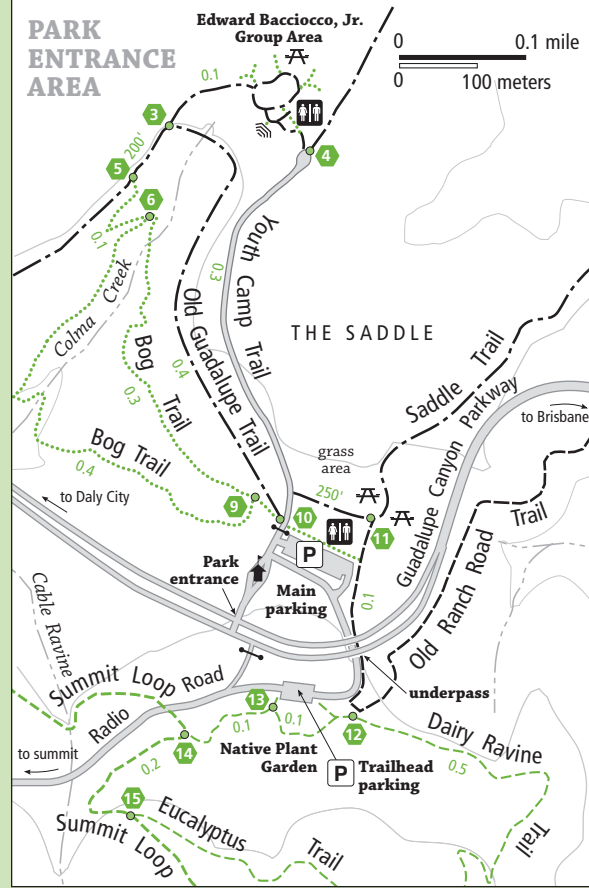 PARK
ENTRANCE
AREA
Edward Bacciocco, Jr.
Group Area
0 0.1 mile
0 100 meters
0.1
3
4
200'
5
6
0.1
Colma Creek
Youth Camp Trail
0.3
Old Guadalupe Trail
0.4
THE SADDLE
Bog Trail
0.3
Bog Trail
0.4
Saddle Trail
Guadalupe Canyon Parkway
to Brisbane
grass
area
250'
to Daly City
9
10
11
P
Park
entrance
Main
parking
0.1
Old Ranch Road Trail
Cable Ravine
underpass
Summit Loop Road
Radio
13
0.1
0.1
12
14
Native Plant
Garden
P
Trailhead
parking
Dairy Ravine
0.5
Trail
to summit
0.2
15
Eucalyptus
Trail
Summit Loop